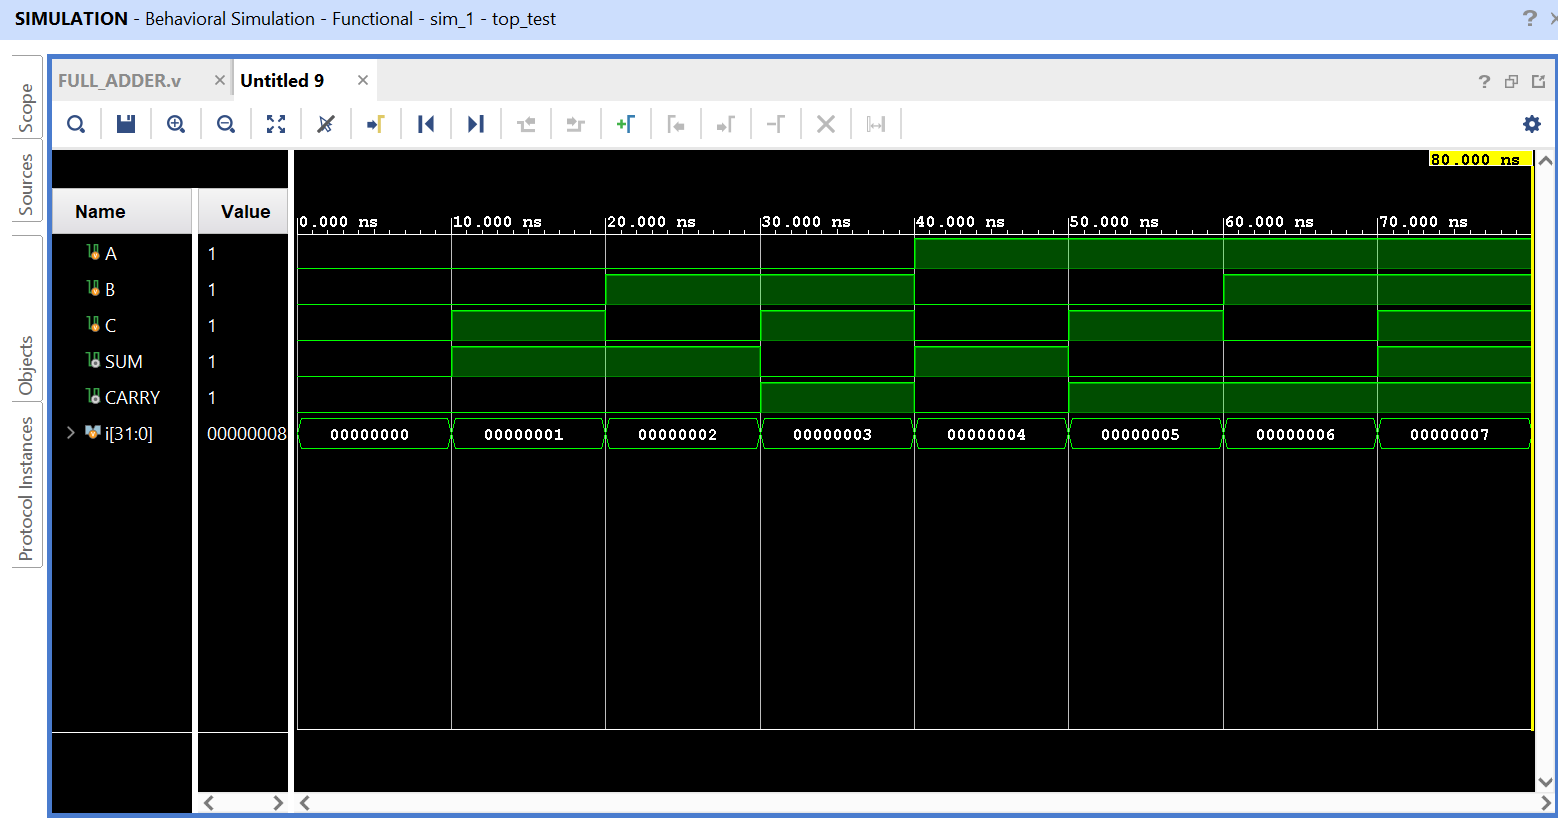 SIMULATION - Behavioral Simulation - Functional - sim_1 - top_test
Scope
Sources
Objects
Protocol Instances
FULL_ADDER.v
Untitled 9
80.000 ns
Name Value
0.000 ns 10.000 ns 20.000 ns 30.000 ns 40.000 ns 50.000 ns 60.000 ns 70.000 ns
A 1
B 1
C 1
SUM 1
CARRY 1
i[31:0] 00000008 00000000 00000001 00000002 00000003 00000004 00000005 00000006 00000007